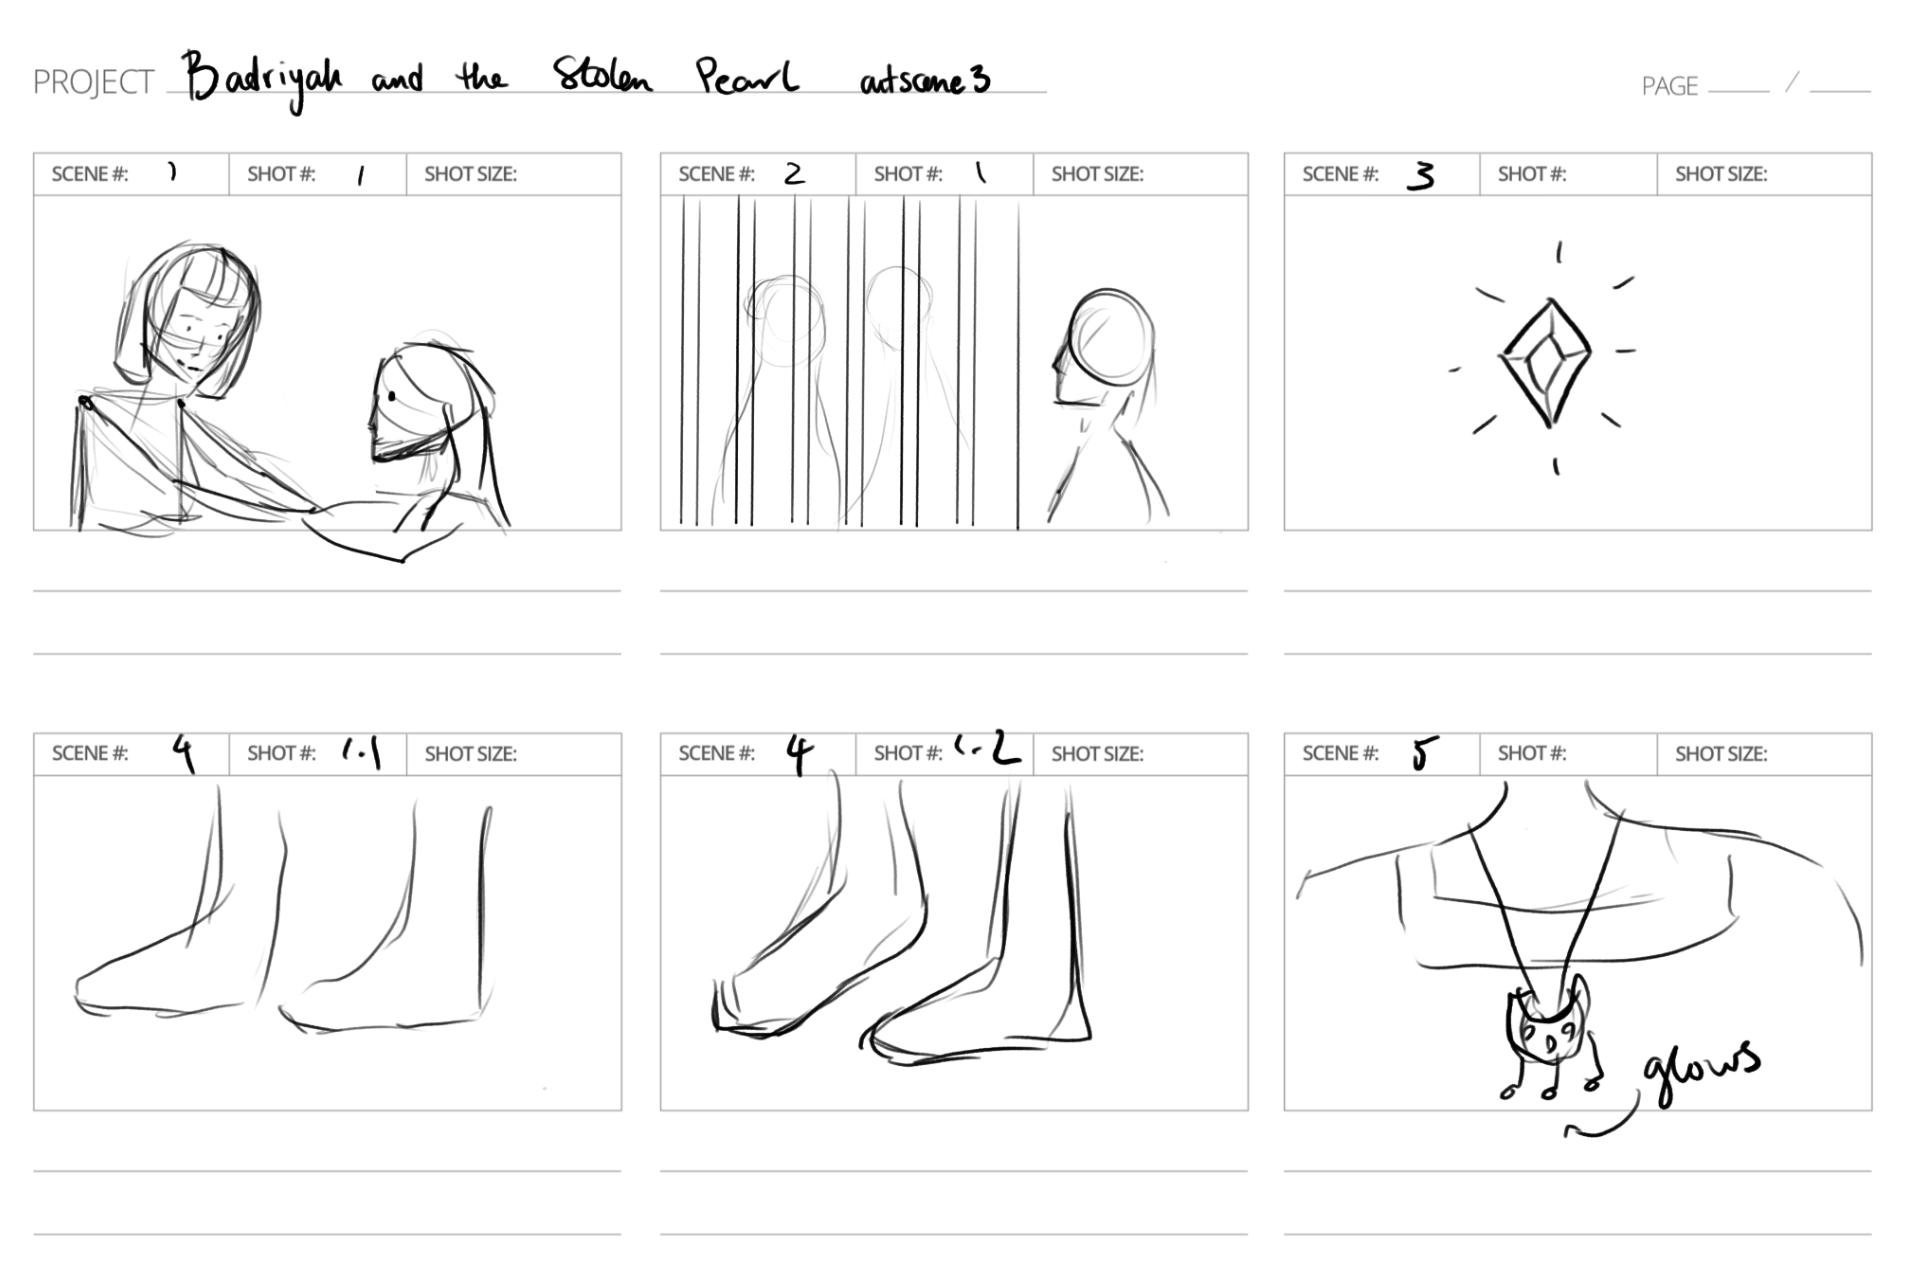 PROJECT Badriyah and the Stolen Pearl artscene3 PAGE /
SCENE #: 1 SHOT #: 1 SHOT SIZE:
SCENE #: 2 SHOT #: 1 SHOT SIZE:
SCENE #: 3 SHOT #: SHOT SIZE:
SCENE #: 4 SHOT #: 1.1 SHOT SIZE:
SCENE #: 4 SHOT #: 1.2 SHOT SIZE:
SCENE #: 5 SHOT #: SHOT SIZE:
glows